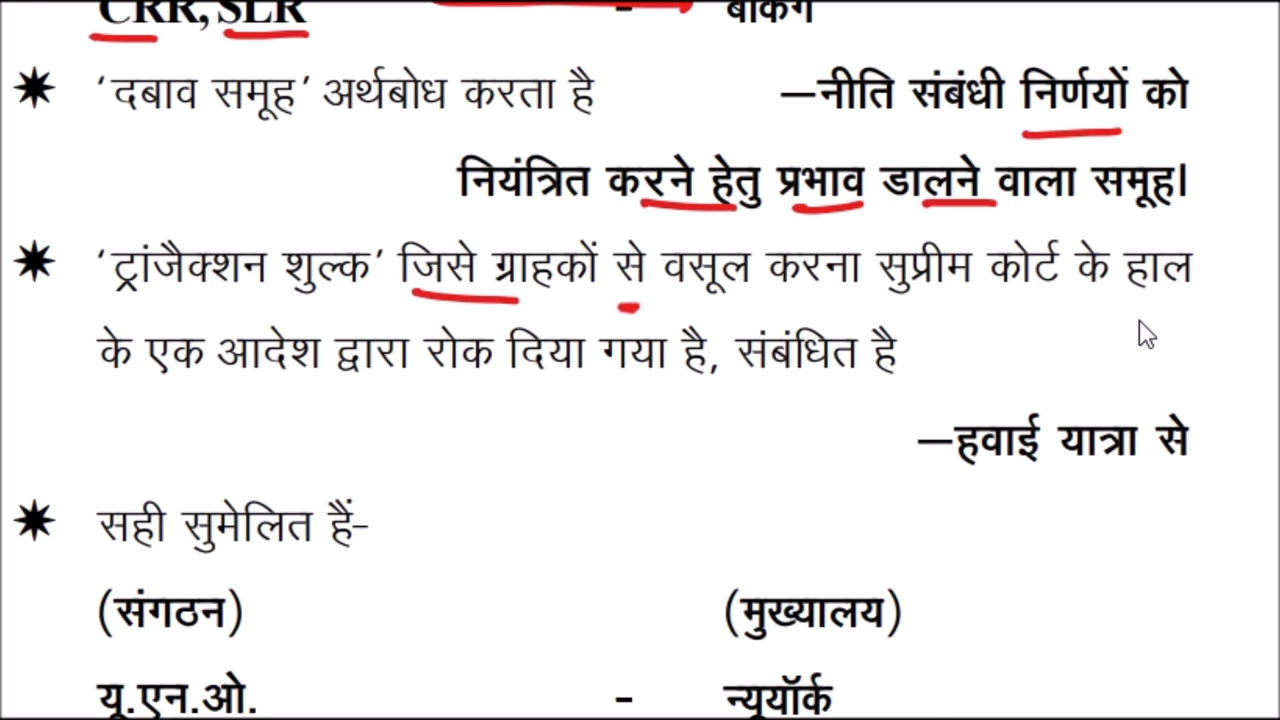 CRR, SLR - बैंकिंग
✷ ‘दबाव समूह’ अर्थबोध करता है —नीति संबंधी निर्णयों को
नियंत्रित करने हेतु प्रभाव डालने वाला समूह।
✷ ‘ट्रांजैक्शन शुल्क’ जिसे ग्राहकों से वसूल करना सुप्रीम कोर्ट के हाल
के एक आदेश द्वारा रोक दिया गया है, संबंधित है
—हवाई यात्रा से
✷ सही सुमेलित हैं-
(संगठन) (मुख्यालय)
यू.एन.ओ. - न्यूयॉर्क